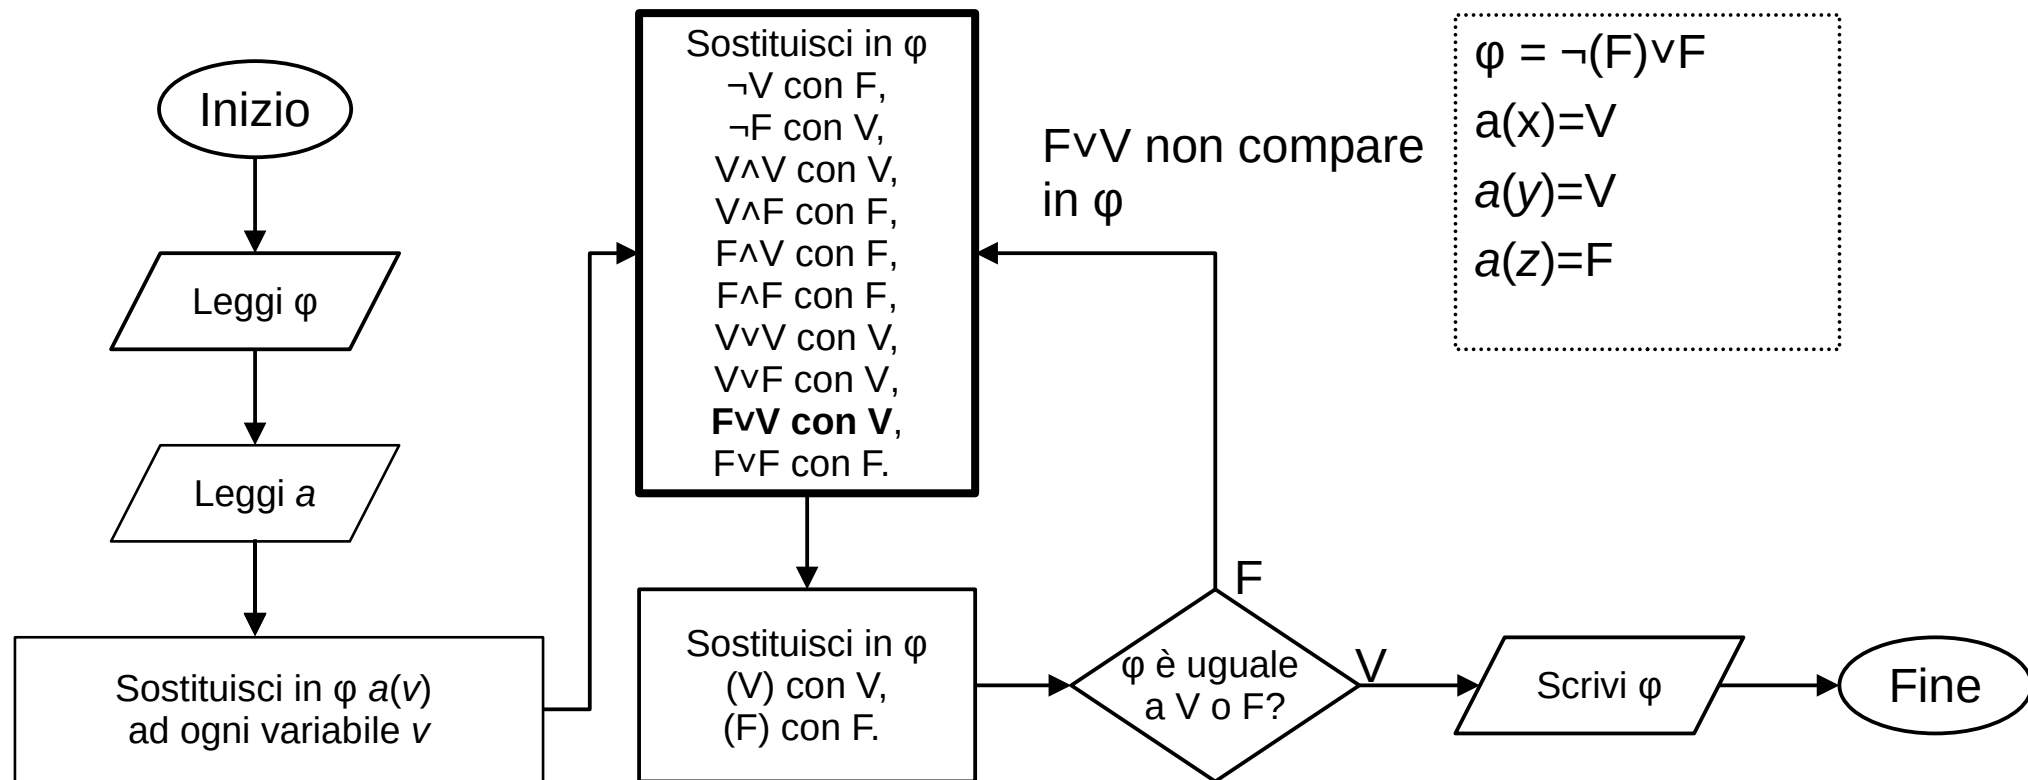 Inizio
Leggi φ
Leggi a
Sostituisci in φ a(v)
ad ogni variabile v
Sostituisci in φ
¬V con F,
¬F con V,
V∧V con V,
V∧F con F,
F∧V con F,
F∧F con F,
V∨V con V,
V∨F con V,
F∨V con V,
F∨F con F.
Sostituisci in φ
(V) con V,
(F) con F.
F∨V non compare
in φ
F
φ è uguale
a V o F?
V
Scrivi φ
Fine
φ = ¬(F)∨F
a(x)=V
a(y)=V
a(z)=F